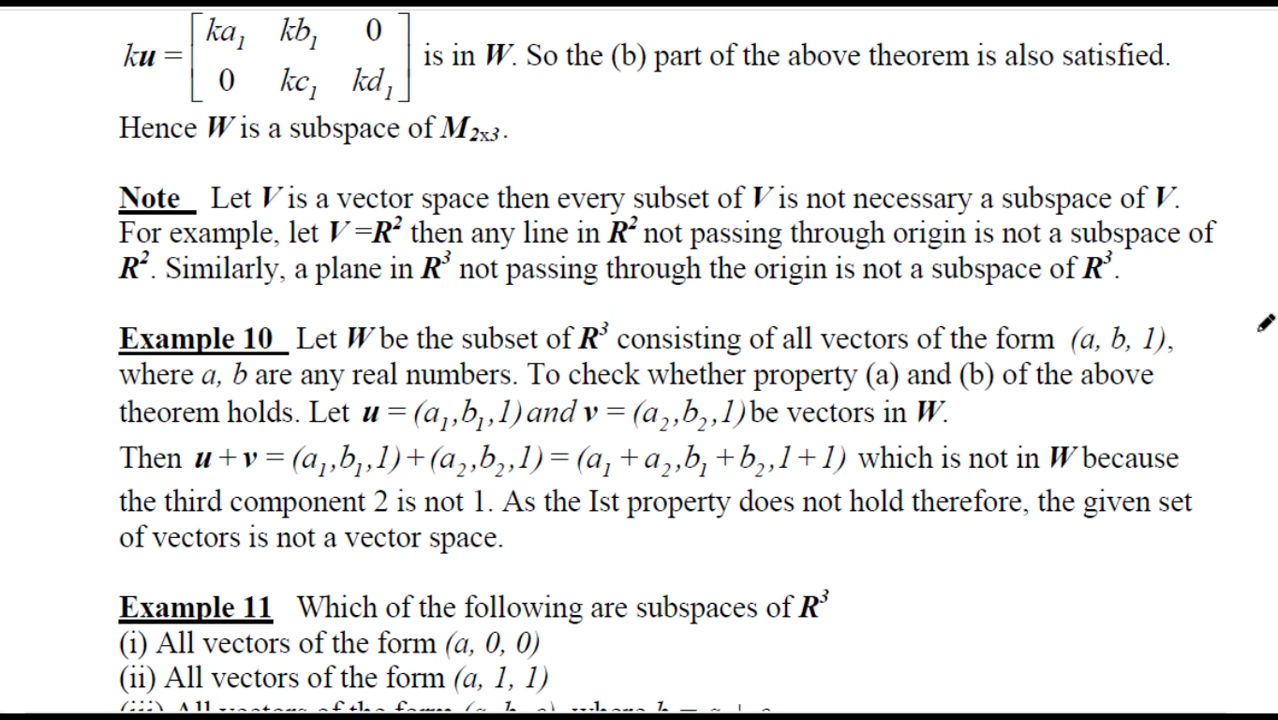 ku = [ka₁ kb₁ 0; 0 kc₁ kd₁] is in W. So the (b) part of the above theorem is also satisfied.
Hence W is a subspace of M₂ₓ₃.
Note Let V is a vector space then every subset of V is not necessary a subspace of V.
For example, let V =R² then any line in R² not passing through origin is not a subspace of
R². Similarly, a plane in R³ not passing through the origin is not a subspace of R³.
Example 10 Let W be the subset of R³ consisting of all vectors of the form (a, b, 1),
where a, b are any real numbers. To check whether property (a) and (b) of the above
theorem holds. Let u = (a₁,b₁,1) and v = (a₂,b₂,1) be vectors in W.
Then u + v = (a₁,b₁,1) + (a₂,b₂,1) = (a₁ + a₂,b₁ + b₂,1 + 1) which is not in W because
the third component 2 is not 1. As the Ist property does not hold therefore, the given set
of vectors is not a vector space.
Example 11 Which of the following are subspaces of R³
(i) All vectors of the form (a, 0, 0)
(ii) All vectors of the form (a, 1, 1)